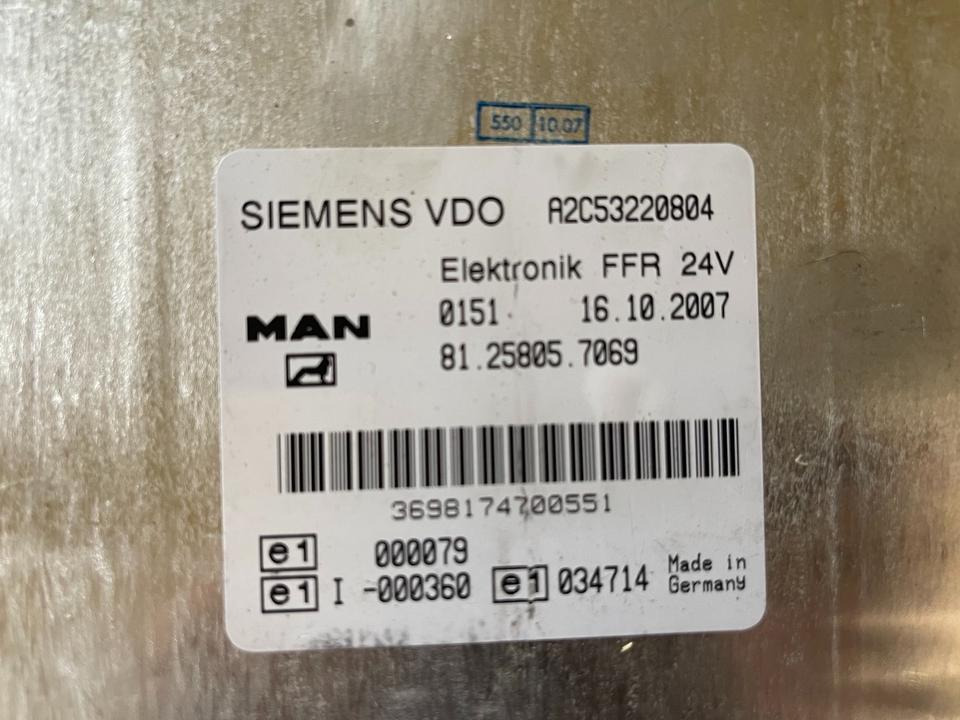 550 10.07
SIEMENS VDO A2C53220804
Elektronik FFR 24V
0151 16.10.2007
MAN
81.25805.7069
3698174700551
e1 000079
e1 I -000360 e1 034714
Made in
Germany